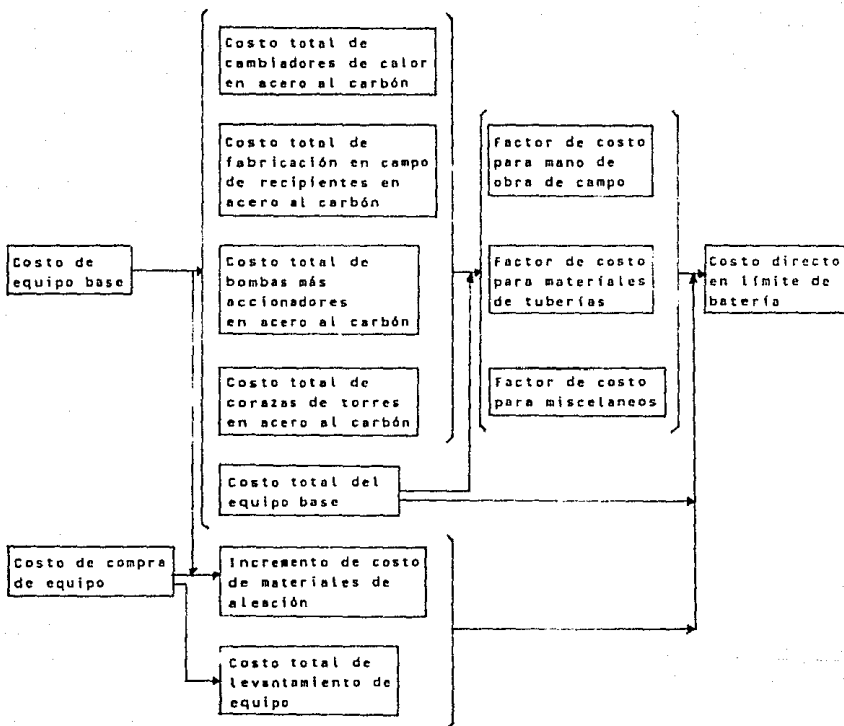 Costo total de
cambiadores de calor
en acero al carbón
Costo total de
fabricación en campo
de recipientes en
acero al carbón
Factor de costo
para mano de
obra de campo
Costo de
equipo base
Costo total de
bombas más
accionadores
en acero al carbón
Factor de costo
para materiales
de tuberías
Costo directo
en límite de
batería
Costo total de
corazas de torres
en acero al carbón
Factor de costo
para miscelaneos
Costo total del
equipo base
Costo de compra
de equipo
Incremento de costo
de materiales de
aleación
Costo total de
levantamiento de
equipo